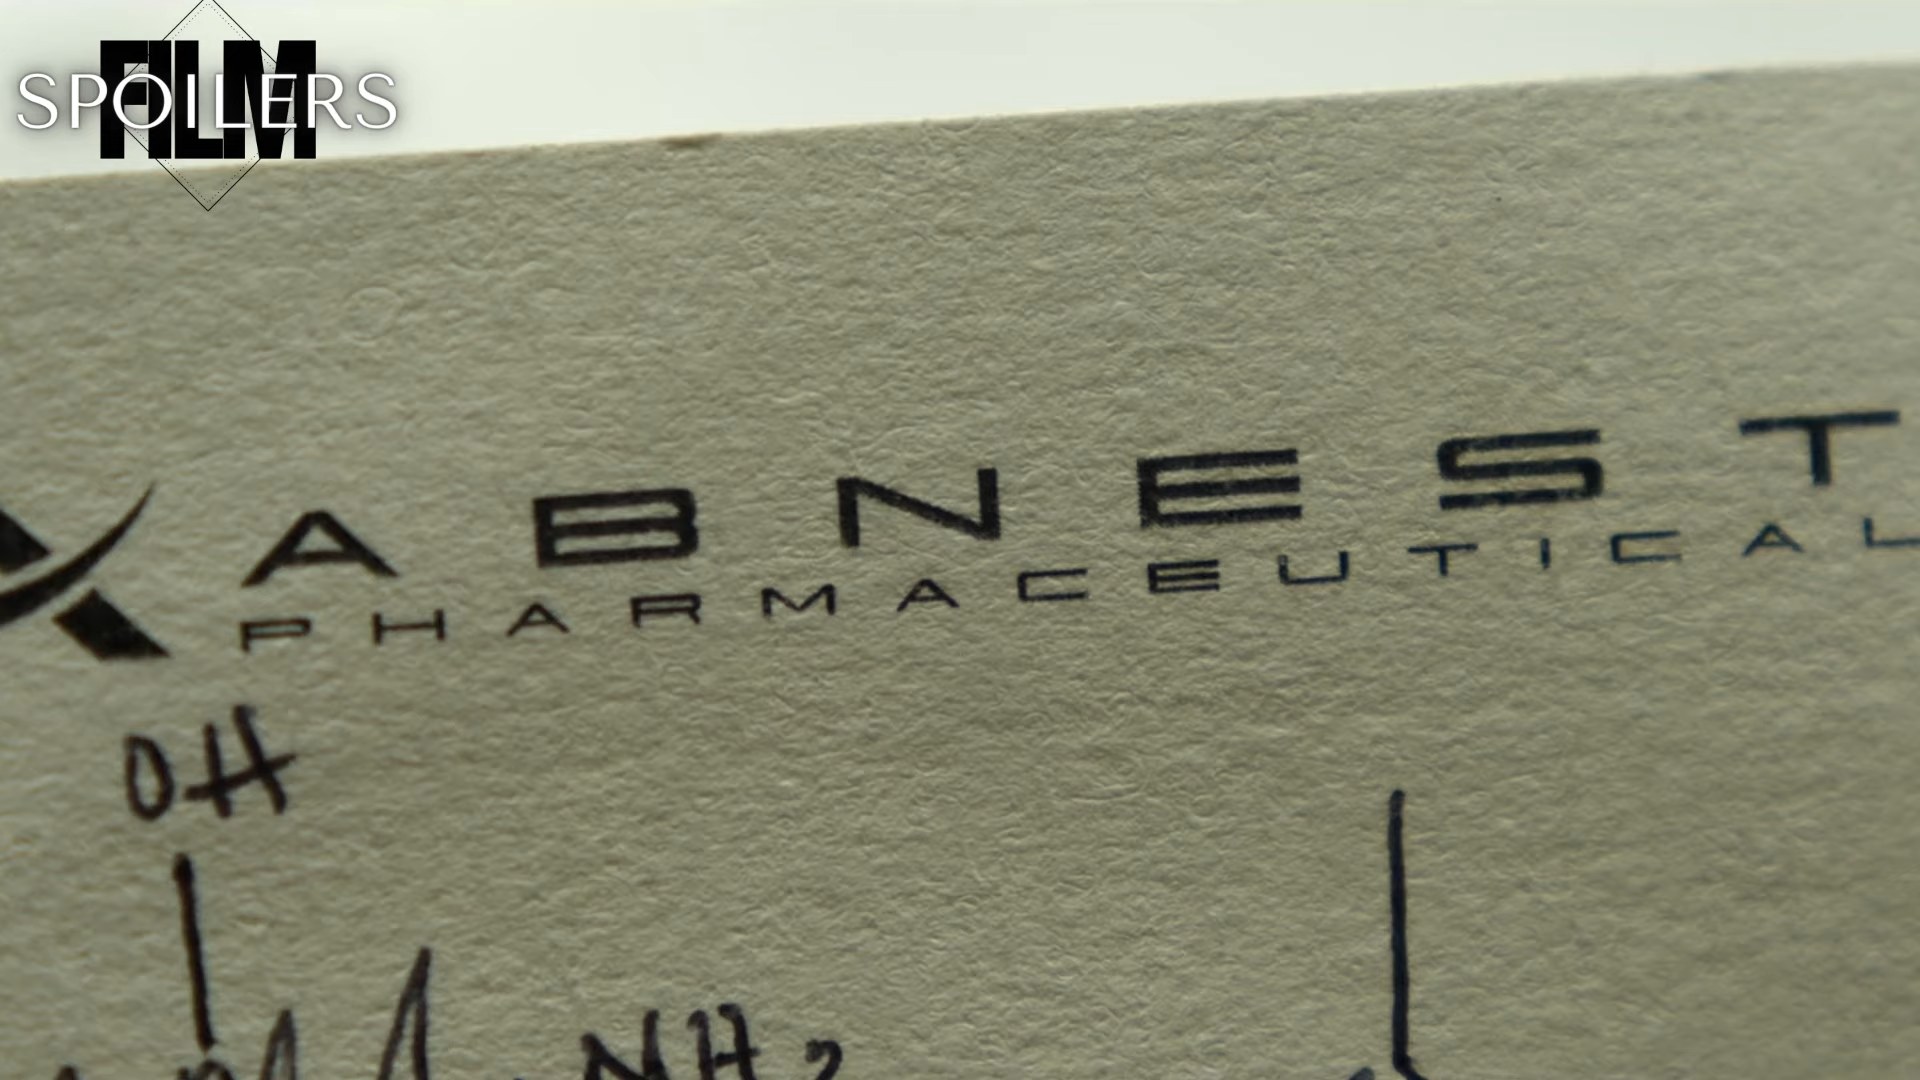 FILM
SPOILERS
ABNEST
PHARMACEUTICAL
OH
NH2